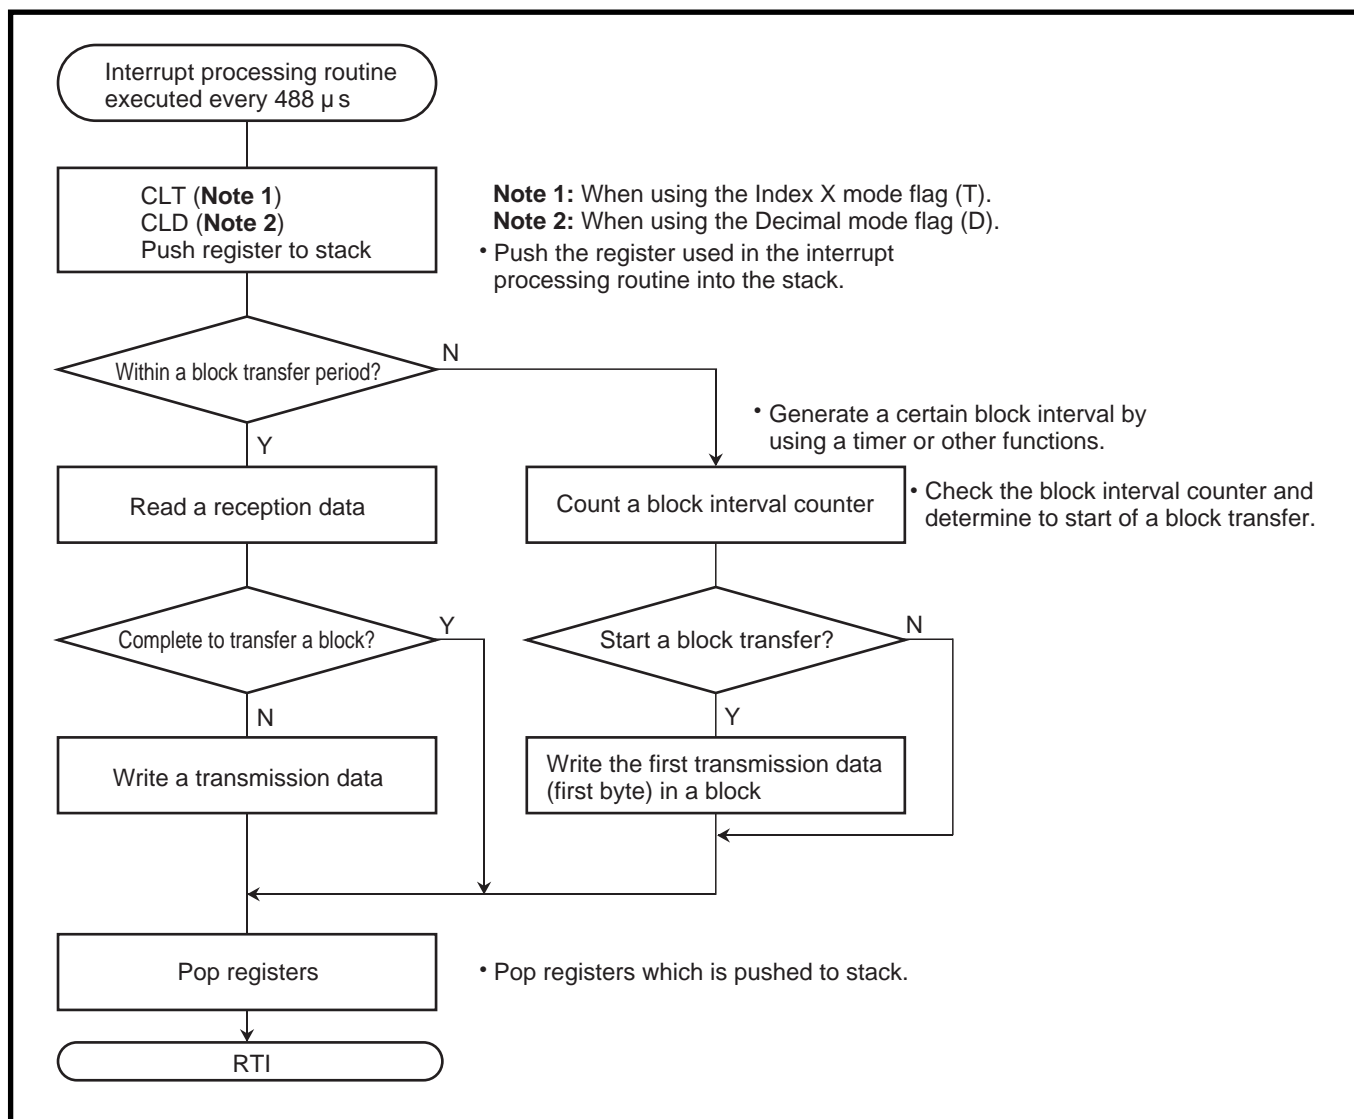 Interrupt processing routine
executed every 488 µ s
CLT (Note 1)
CLD (Note 2)
Push register to stack
Note 1: When using the Index X mode flag (T).
Note 2: When using the Decimal mode flag (D).
• Push the register used in the interrupt
processing routine into the stack.
Within a block transfer period?
N
Y
• Generate a certain block interval by
using a timer or other functions.
Read a reception data
Count a block interval counter
• Check the block interval counter and
determine to start of a block transfer.
Complete to transfer a block?
Y
N
Start a block transfer?
N
Y
Write a transmission data
Write the first transmission data
(first byte) in a block
Pop registers
• Pop registers which is pushed to stack.
RTI